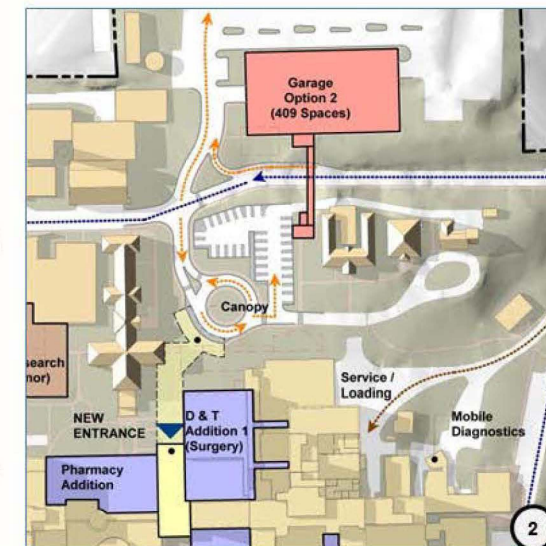 Garage
Option 2
(409 Spaces)
Canopy
search
nor)
Service /
Loading
NEW
ENTRANCE
D & T
Addition 1
(Surgery)
Mobile
Diagnostics
Pharmacy
Addition
2